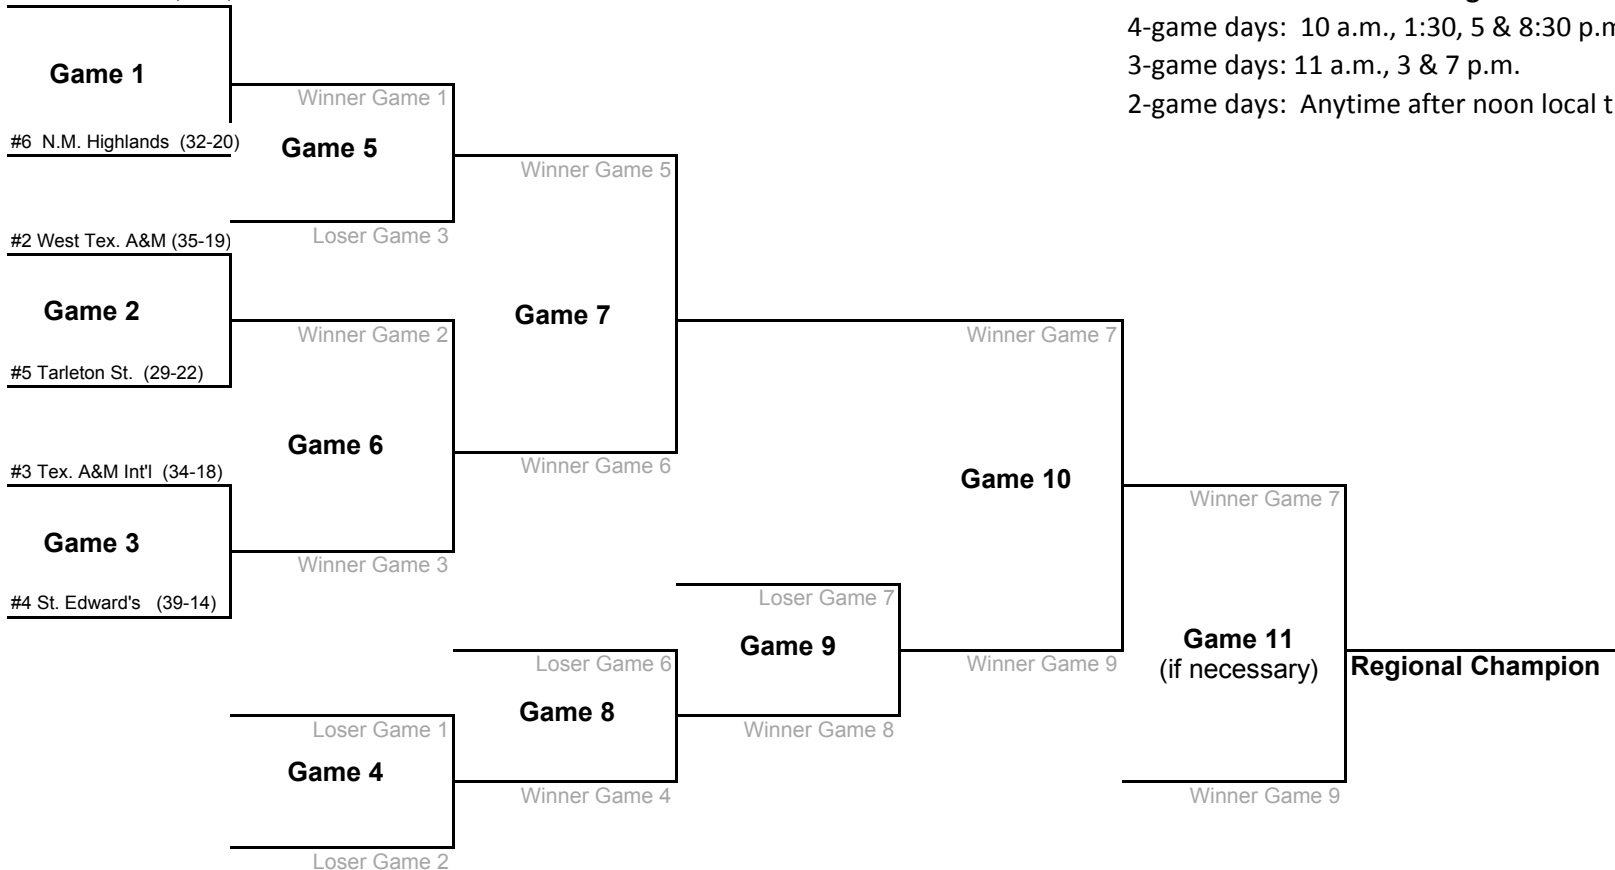 4-game days: 10 a.m., 1:30, 5 & 8:30 p.m
3-game days: 11 a.m., 3 & 7 p.m.
2-game days: Anytime after noon local t
Game 1
#6 N.M. Highlands (32-20)
#2 West Tex. A&M (35-19)
Game 2
#5 Tarleton St. (29-22)
#3 Tex. A&M Int'l (34-18)
Game 3
#4 St. Edward's (39-14)
Winner Game 1
Game 5
Loser Game 3
Winner Game 2
Game 6
Winner Game 3
Loser Game 1
Game 4
Loser Game 2
Winner Game 5
Game 7
Winner Game 6
Loser Game 6
Game 8
Winner Game 4
Loser Game 7
Game 9
Winner Game 8
Winner Game 7
Game 10
Winner Game 9
Winner Game 7
Game 11
(if necessary)
Winner Game 9
Regional Champion